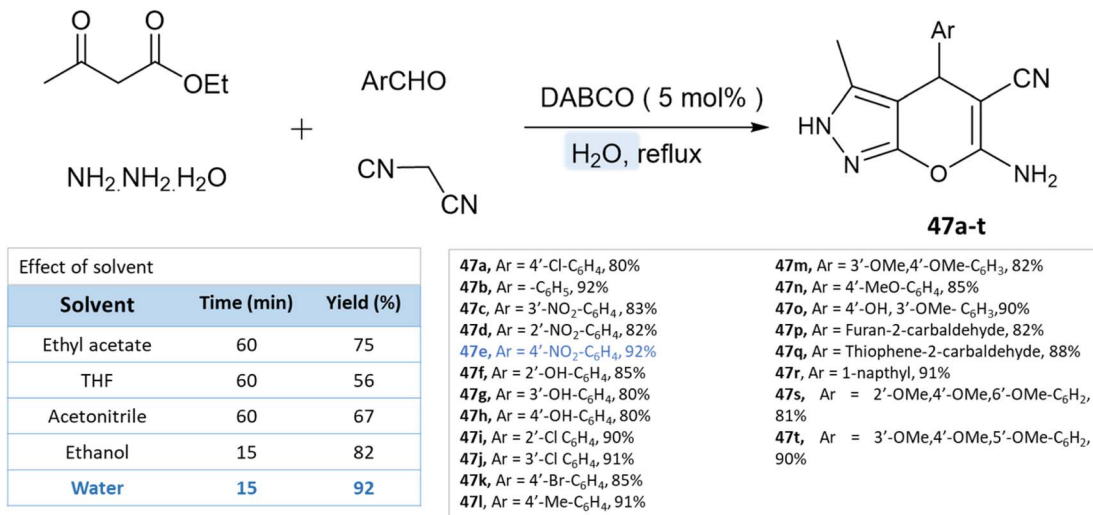 O
O
OEt
ArCHO
+
NH₂.NH₂.H₂O
CN
CN
DABCO ( 5 mol% )
H₂O, reflux
Ar
CN
HN
N
O
NH₂
47a-t
Effect of solvent
Solvent Time (min) Yield (%)
Ethyl acetate 60 75
THF 60 56
Acetonitrile 60 67
Ethanol 15 82
Water 15 92
47a, Ar = 4’-Cl-C₆H₄, 80%
47b, Ar = -C₆H₅, 92%
47c, Ar = 3’-NO₂-C₆H₄ , 83%
47d, Ar = 2’-NO₂-C₆H₄, 82%
47e, Ar = 4’-NO₂-C₆H₄, 92%
47f, Ar = 2’-OH-C₆H₄, 85%
47g, Ar = 3’-OH-C₆H₄, 80%
47h, Ar = 4’-OH-C₆H₄, 80%
47i, Ar = 2’-Cl C₆H₄, 90%
47j, Ar = 3’-Cl C₆H₄, 91%
47k, Ar = 4’-Br-C₆H₄, 85%
47l, Ar = 4’-Me-C₆H₄, 91%
47m, Ar = 3’-OMe,4’-OMe-C₆H₃, 82%
47n, Ar = 4’-MeO-C₆H₄, 85%
47o, Ar = 4’-OH, 3’-OMe- C₆H₃,90%
47p, Ar = Furan-2-carbaldehyde, 82%
47q, Ar = Thiophene-2-carbaldehyde, 88%
47r, Ar = 1-napthyl, 91%
47s, Ar = 2’-OMe,4’-OMe,6’-OMe-C₆H₂,
81%
47t, Ar = 3’-OMe,4’-OMe,5’-OMe-C₆H₂,
90%